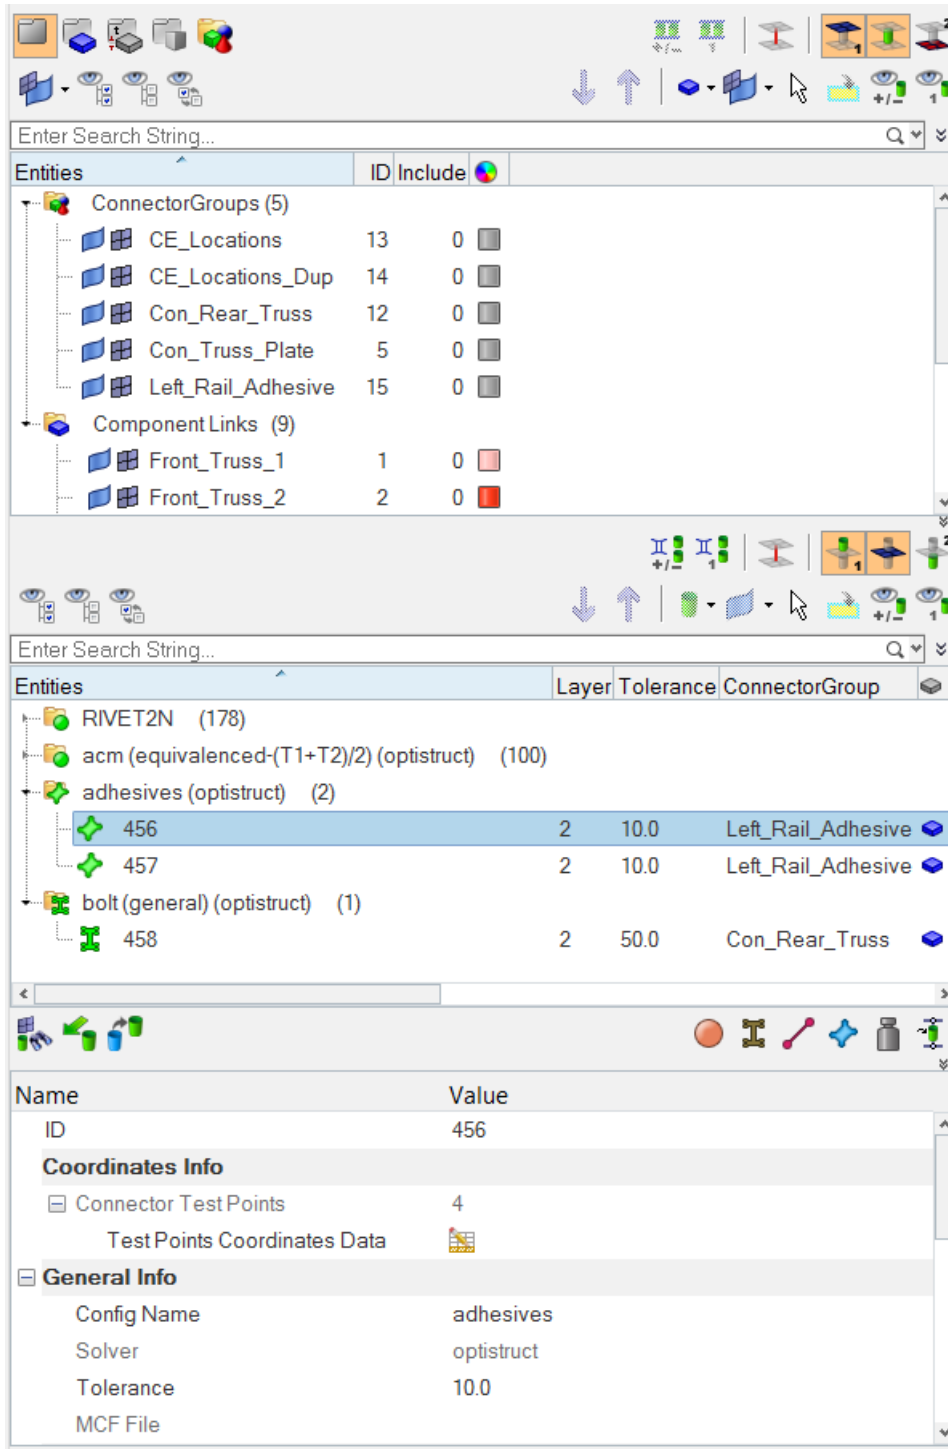 Enter Search String...
Entities ID Include
ConnectorGroups (5)
CE_Locations 13 0
CE_Locations_Dup 14 0
Con_Rear_Truss 12 0
Con_Truss_Plate 5 0
Left_Rail_Adhesive 15 0
Component Links (9)
Front_Truss_1 1 0
Front_Truss_2 2 0
Enter Search String...
Entities Layer Tolerance ConnectorGroup
RIVET2N (178)
acm (equivalenced-(T1+T2)/2) (optistruct) (100)
adhesives (optistruct) (2)
456 2 10.0 Left_Rail_Adhesive
457 2 10.0 Left_Rail_Adhesive
bolt (general) (optistruct) (1)
458 2 50.0 Con_Rear_Truss
Name Value
ID 456
Coordinates Info
Connector Test Points 4
Test Points Coordinates Data
General Info
Config Name adhesives
Solver optistruct
Tolerance 10.0
MCF File